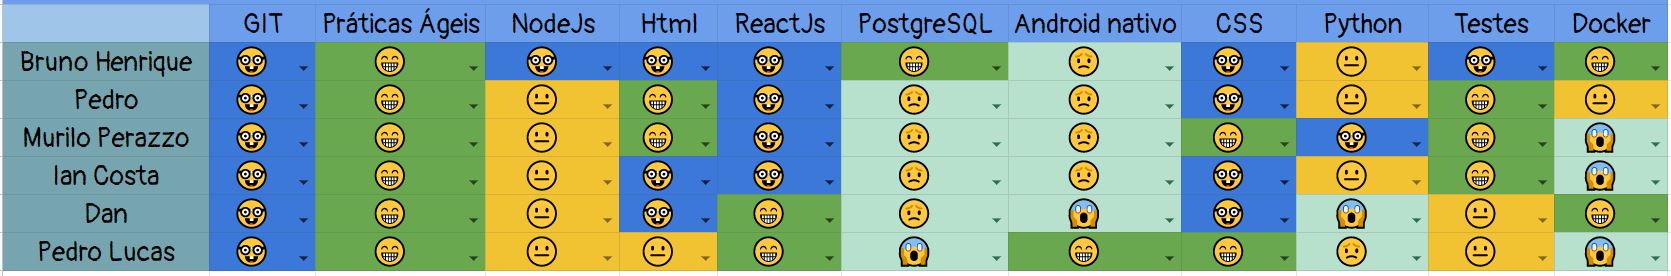 GIT Práticas Ágeis NodeJs Html ReactJs PostgreSQL Android nativo CSS Python Testes Docker
Bruno Henrique
Pedro
Murilo Perazzo
Ian Costa
Dan
Pedro Lucas